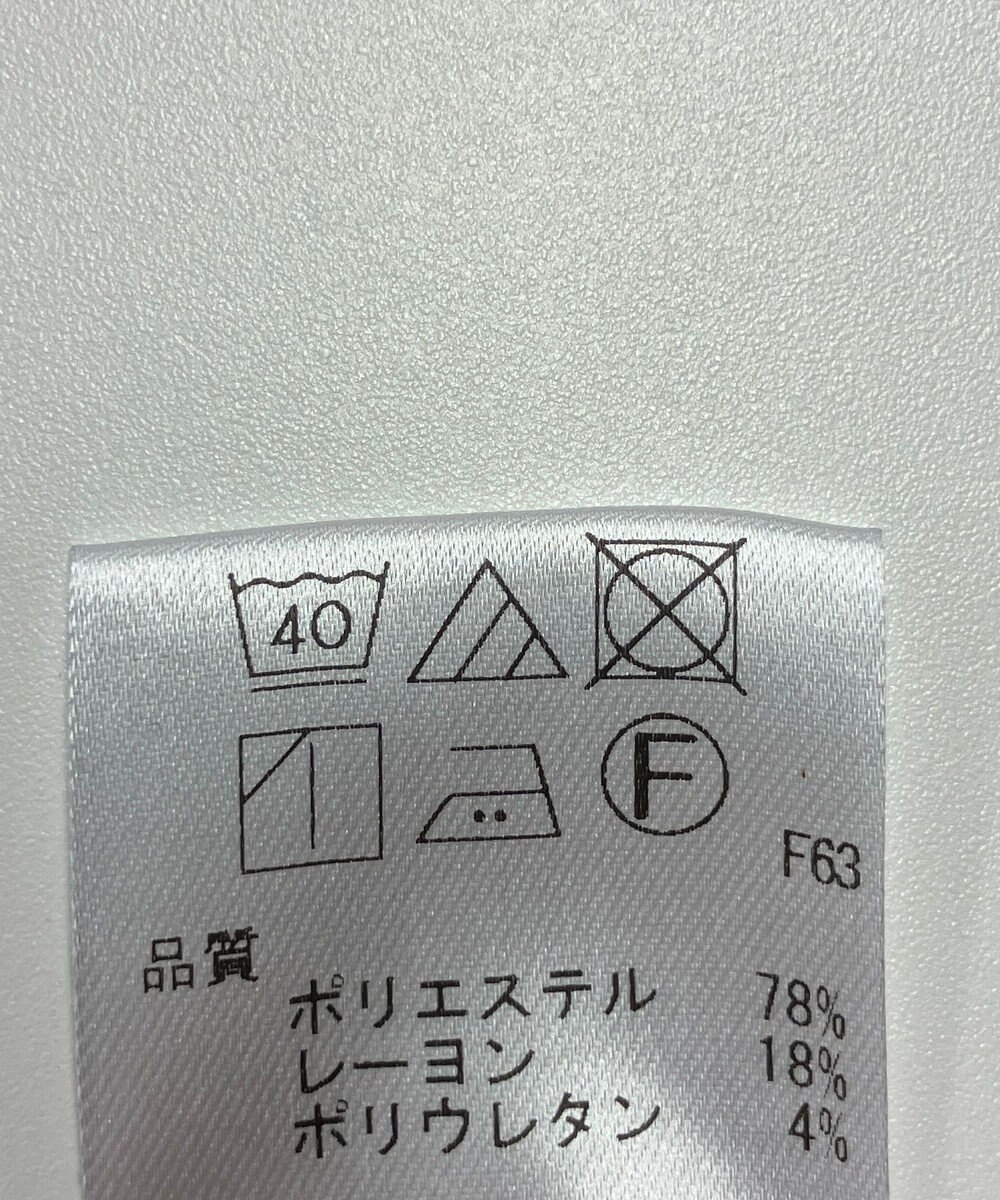 40
F
F63
品質
ポリエステル 78%
レーヨン 18%
ポリウレタン 4%